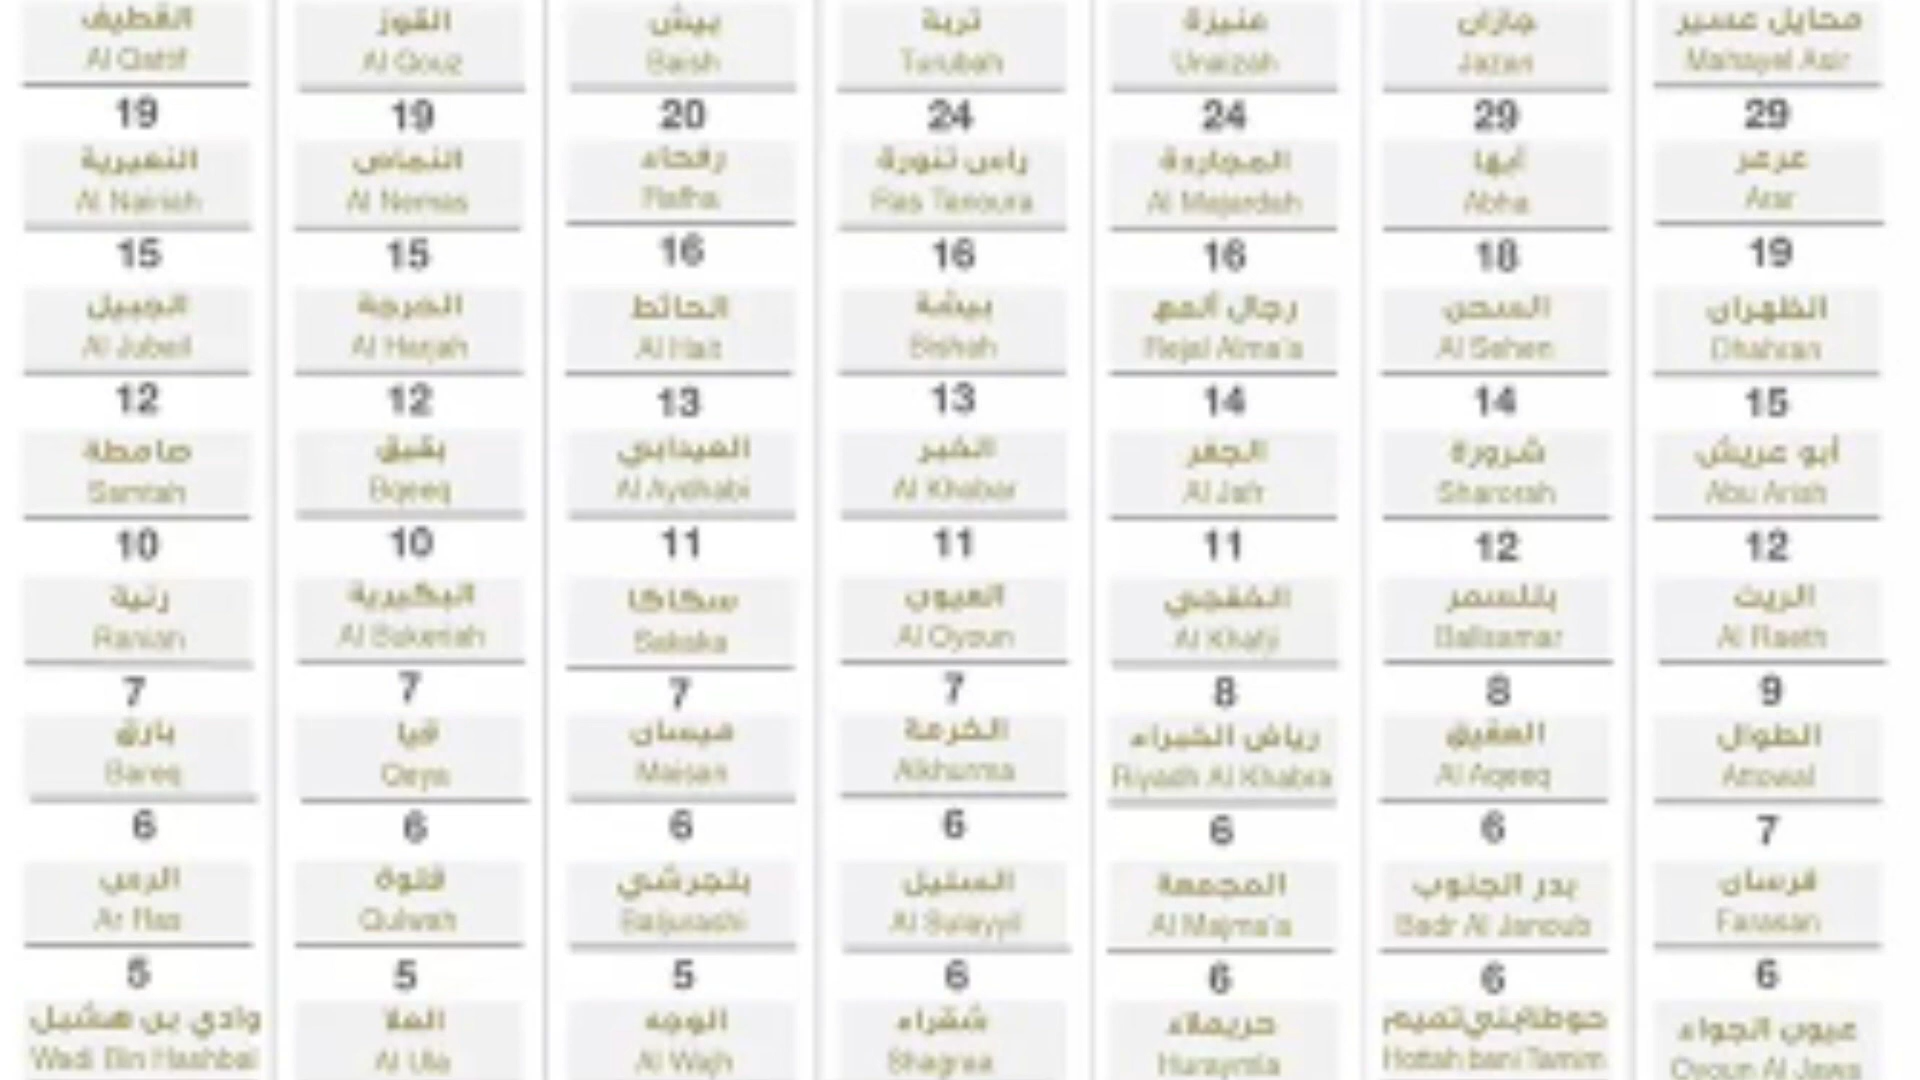 القطيف
Al Qatif
القوز
Al Qouz
بيش
Baish
تربة
Turubah
عنيزة
Unaizah
جازان
Jazan
محايل عسير
Mahayel Asir
19
19
20
24
24
29
29
النعيرية
Al Nairiah
النماص
Al Nemas
رفحاء
Rafha
راس تنورة
Ras Tanoura
المجاردة
Al Majardah
أبها
Abha
عرعر
Arar
15
15
16
16
16
18
19
الجبيل
Al Jubail
الحرجة
Al Harjah
الحائط
Al Hait
بيشة
Bishah
رجال ألمع
Rejal Alma'a
السحن
Al Sehen
الظهران
Dhahran
12
12
13
13
14
14
15
صامطة
Samtah
بقيق
Bqeeq
العيدابي
Al Aydhabi
الخبر
Al Khobar
الجفر
Al Jafr
شرورة
Sharorah
أبو عريش
Abu Arish
10
10
11
11
11
12
12
رنية
Raniah
البكيرية
Al Bukeriah
سكاكا
Sakaka
العيون
Al Oyoun
الخفجي
Al Khafji
بللسمر
Ballsamar
الريث
Al Raeth
7
7
7
7
8
8
9
بارق
Bareq
قيا
Qeya
ميسان
Maisan
الخرمة
Alkhurma
رياض الخبراء
Riyadh Al Khabra
العقيق
Al Aqeeq
الطوال
Attowal
6
6
6
6
6
6
7
الرس
Ar Ras
قلوة
Qulwah
بلجرشي
Baljurashi
السليل
Al Sulayyil
المجمعة
Al Majma'a
بدر الجنوب
Badr Al Janoub
فرسان
Farasan
5
5
5
6
6
6
6
وادي بن هشبل
Wadi Bin Hashbal
العلا
Al Ula
الوجه
Al Wajh
شقراء
Shagraa
حريملاء
Huraymla
حوطة بني تميم
Hottah bani Tamim
عيون الجواء
Oyoun Al Jawa